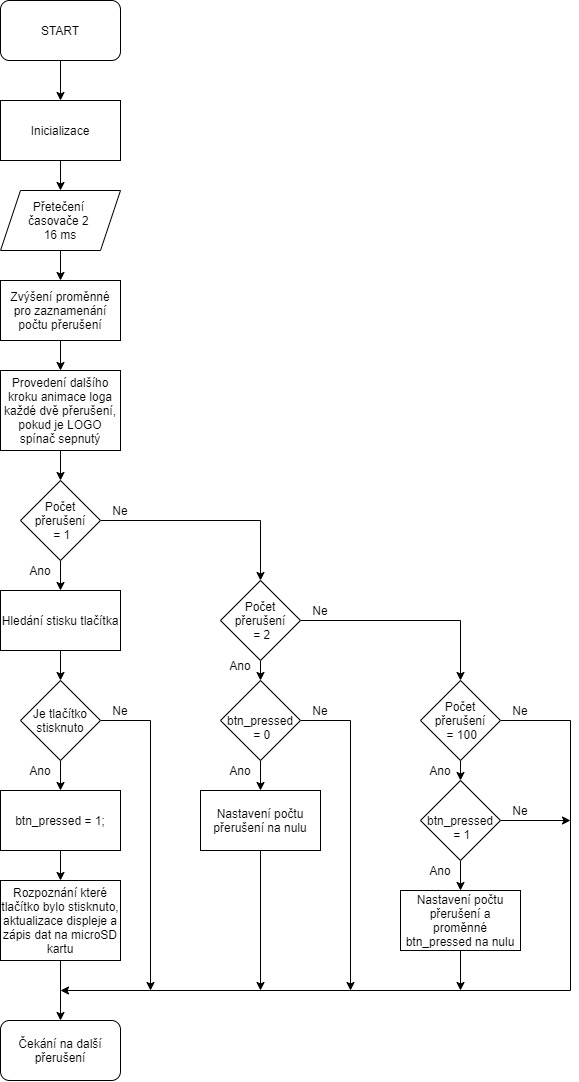 START
Inicializace
Přetečení
časovače 2
16 ms
Zvýšení proměnné
pro zaznamenání
počtu přerušení
Provedení dalšího
kroku animace loga
každé dvě přerušení,
pokud je LOGO
spínač sepnutý
Počet
přerušení
= 1
Ne
Ano
Hledání stisku tlačítka
Počet
přerušení
= 2
Ne
Ano
Je tlačítko
stisknuto
Ne
Ano
btn_pressed
= 0
Ne
Ano
Počet
přerušení
= 100
Ne
Ano
btn_pressed = 1;
Nastavení počtu
přerušení na nulu
btn_pressed
= 1
Ne
Ano
Rozpoznání které
tlačítko bylo stisknuto,
aktualizace displeje a
zápis dat na microSD
kartu
Nastavení počtu
přerušení a
proměnné
btn_pressed na nulu
Čekání na další
přerušení